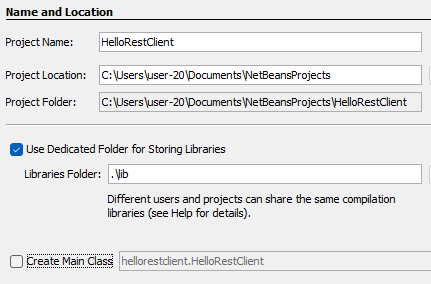 Name and Location
Project Name: HelloRestClient
Project Location: C:\Users\user-20\Documents\NetBeansProjects
Project Folder: C:\Users\user-20\Documents\NetBeansProjects\HelloRestClient
Use Dedicated Folder for Storing Libraries
Libraries Folder: .\lib
Different users and projects can share the same compilation
libraries (see Help for details).
Create Main Class hellorestclient.HelloRestClient